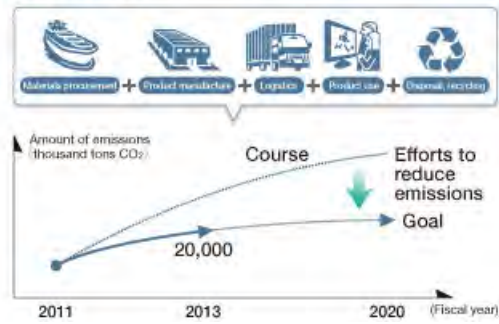 Materials procurement + Product manufacture + Logistics + Product use + Disposal, recycling
Amount of emissions
(thousand tons CO₂)
Course
Efforts to
reduce
emissions
Goal
20,000
2011 2013 2020 (Fiscal year)